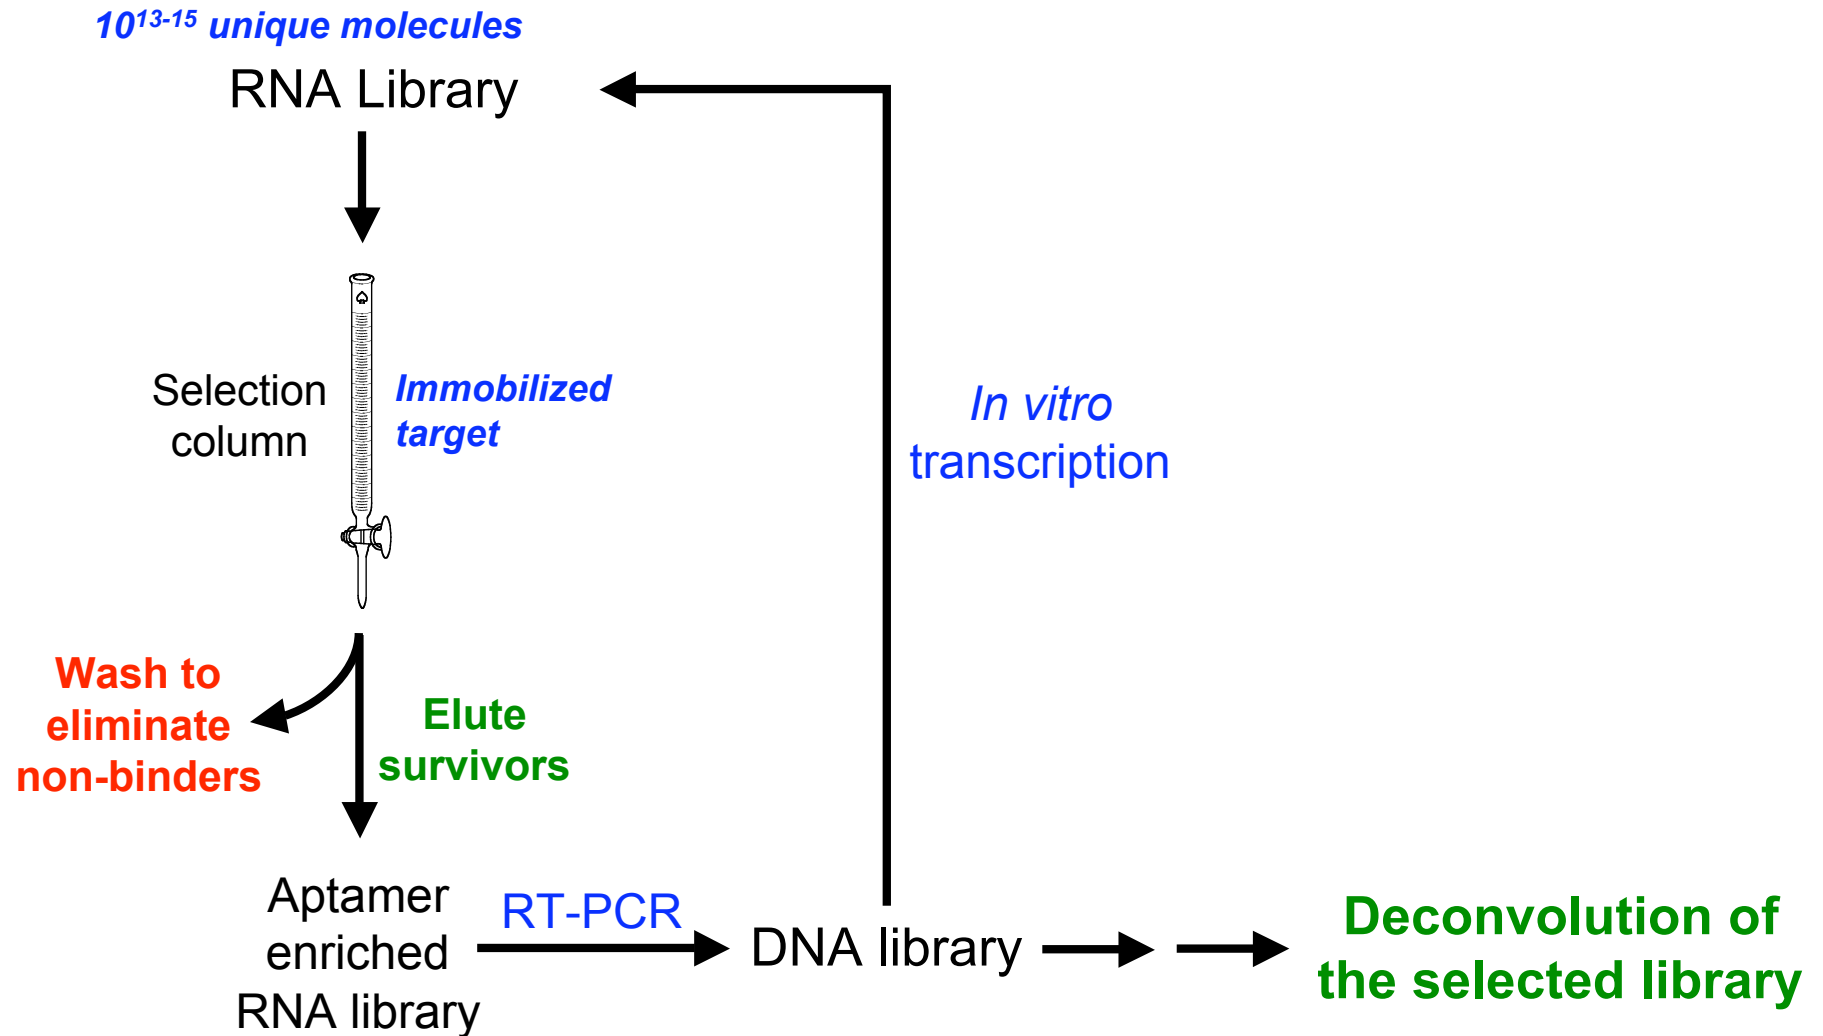 10¹³⁻¹⁵ unique molecules
RNA Library
Selection
column
Immobilized
target
In vitro
transcription
Wash to
eliminate
non-binders
Elute
survivors
Aptamer
enriched
RNA library
RT-PCR
DNA library
Deconvolution of
the selected library